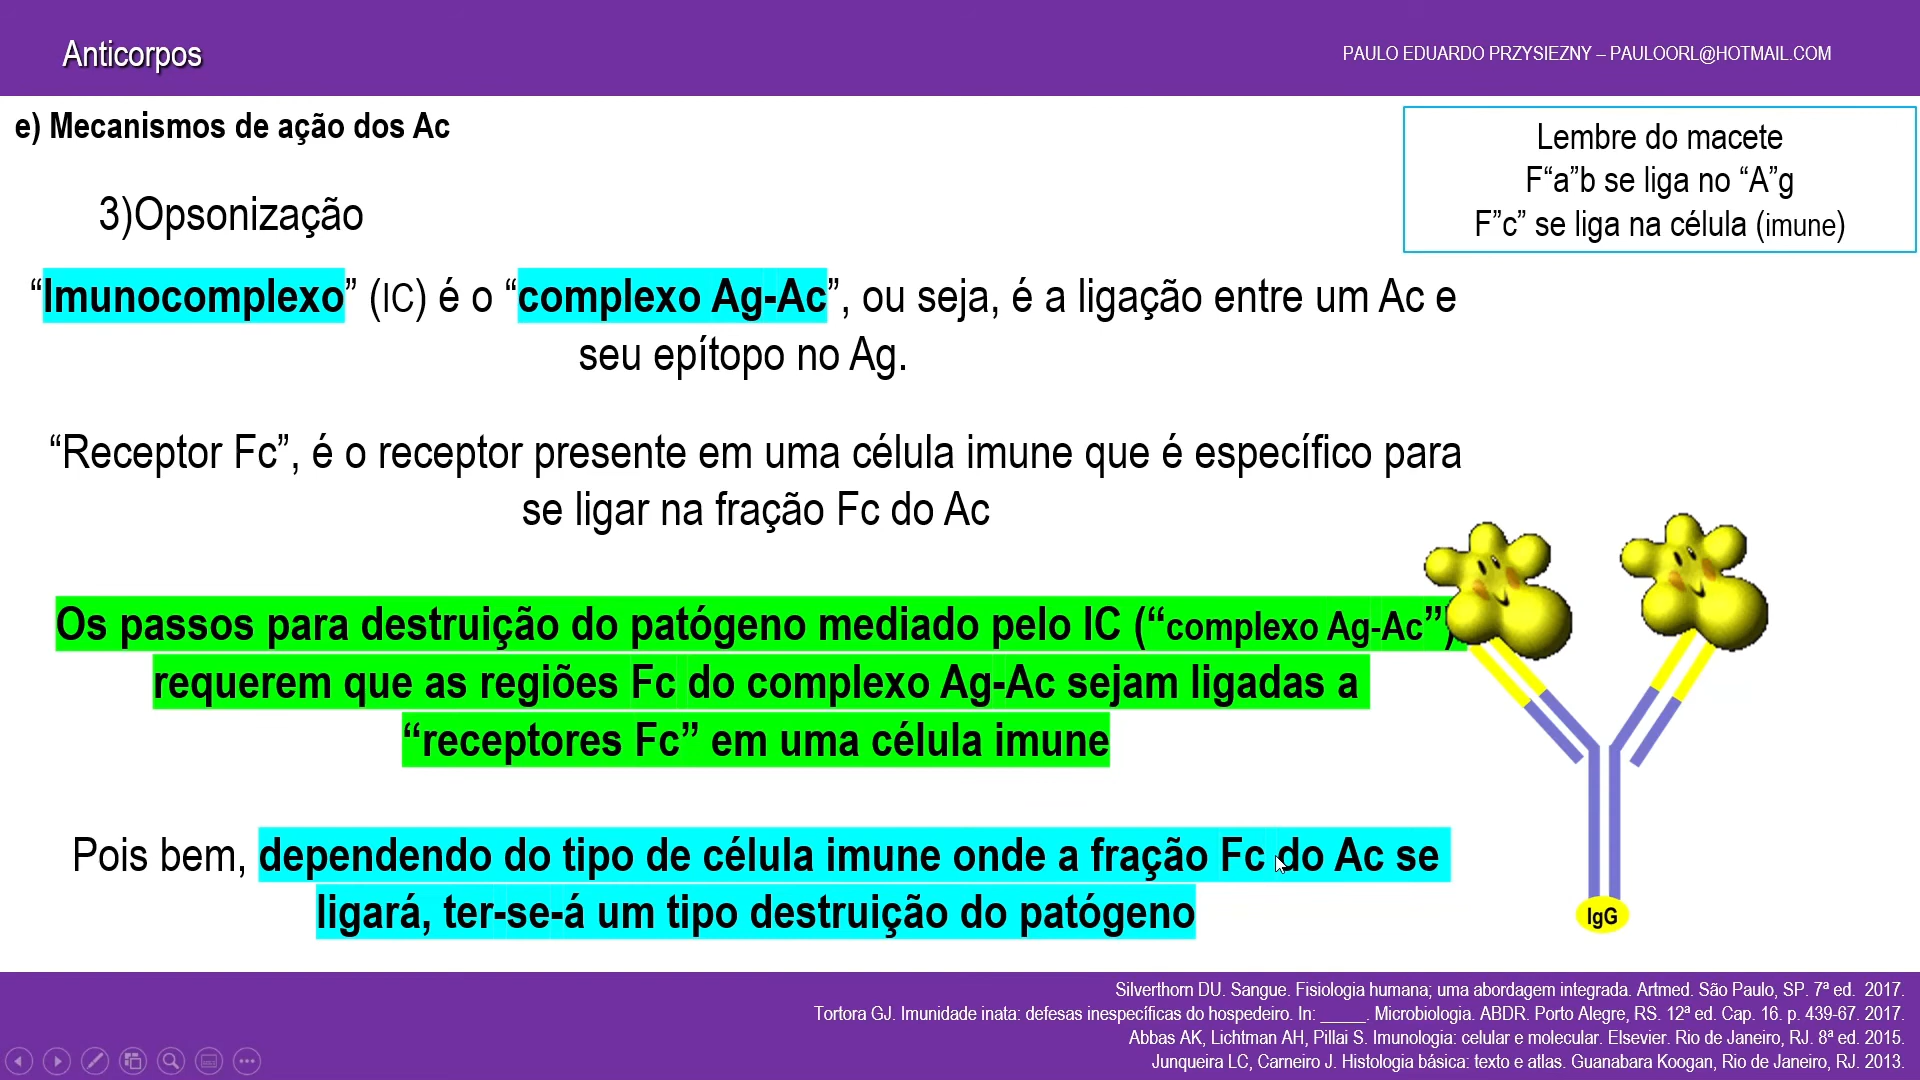 Anticorpos
PAULO EDUARDO PRZYSIEZNY – PAULOORL@HOTMAIL.COM
e) Mecanismos de ação dos Ac
Lembre do macete
F“a”b se liga no “A”g
F”c” se liga na célula (imune)
3)Opsonização
“Imunocomplexo” (IC) é o “complexo Ag-Ac”, ou seja, é a ligação entre um Ac e
seu epítopo no Ag.
“Receptor Fc”, é o receptor presente em uma célula imune que é específico para
se ligar na fração Fc do Ac
Os passos para destruição do patógeno mediado pelo IC (“complexo Ag-Ac”)
requerem que as regiões Fc do complexo Ag-Ac sejam ligadas a
“receptores Fc” em uma célula imune
Pois bem, dependendo do tipo de célula imune onde a fração Fc do Ac se
ligará, ter-se-á um tipo destruição do patógeno
IgG
Silverthorn DU. Sangue. Fisiologia humana; uma abordagem integrada. Artmed. São Paulo, SP. 7ª ed. 2017.
Tortora GJ. Imunidade inata: defesas inespecíficas do hospedeiro. In: _____. Microbiologia. ABDR. Porto Alegre, RS. 12ª ed. Cap. 16. p. 439-67. 2017.
Abbas AK, Lichtman AH, Pillai S. Imunologia: celular e molecular. Elsevier. Rio de Janeiro, RJ. 8ª ed. 2015.
Junqueira LC, Carneiro J. Histologia básica: texto e atlas. Guanabara Koogan, Rio de Janeiro, RJ. 2013.